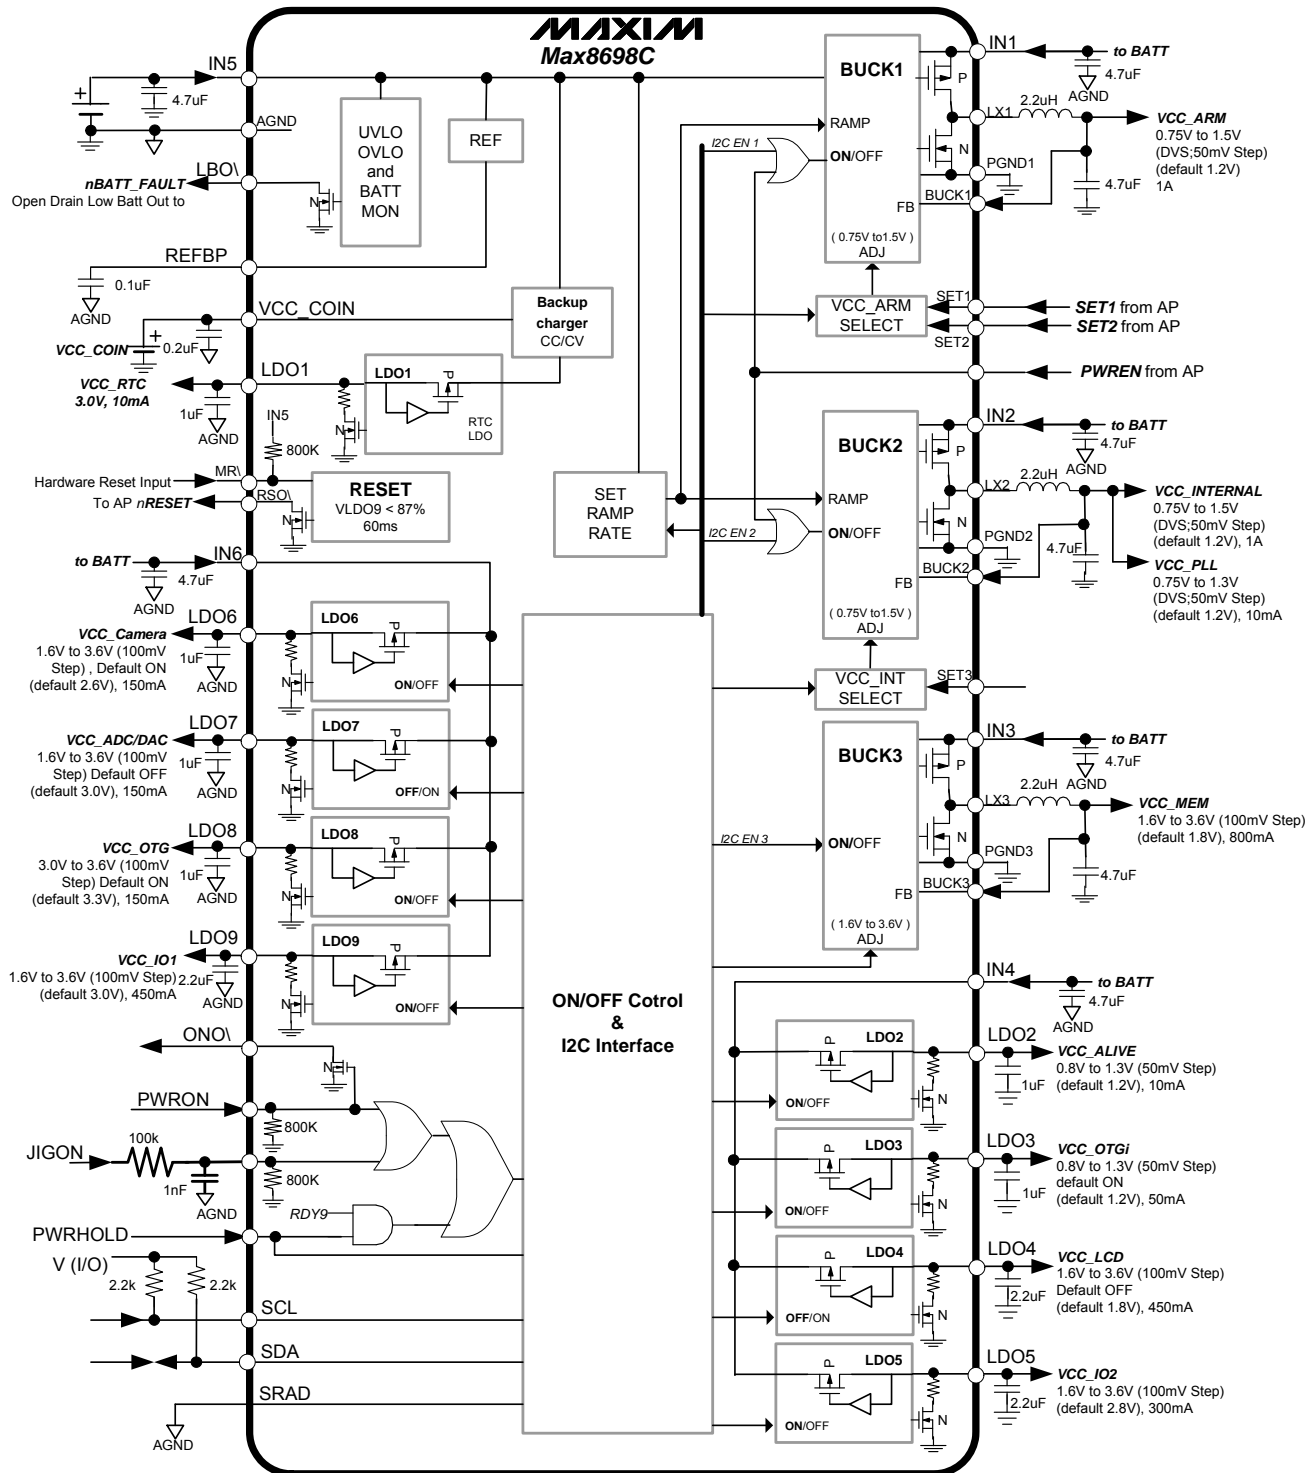 MAXIM
Max8698C
IN5
4.7uF
AGND
LBO\
nBATT_FAULT
Open Drain Low Batt Out to
N
UVLO
OVLO
and
BATT
MON
REF
REFBP
0.1uF
AGND
VCC_COIN
VCC_COIN
0.2uF
Backup
charger
CC/CV
LDO1
VCC_RTC
3.0V, 10mA
1uF
AGND
N
LDO1
P
RTC
LDO
IN5
800K
Hardware Reset Input
MR\
To AP nRESET
RSO\
N
RESET
VLDO9 < 87%
60ms
to BATT
IN6
4.7uF
AGND
LDO6
VCC_Camera
1.6V to 3.6V (100mV
Step) , Default ON
(default 2.6V), 150mA
1uF
AGND
N
LDO6
P
ON/OFF
LDO7
VCC_ADC/DAC
1.6V to 3.6V (100mV
Step) Default OFF
(default 3.0V), 150mA
1uF
AGND
N
LDO7
P
OFF/ON
LDO8
VCC_OTG
3.0V to 3.6V (100mV
Step) Default ON
(default 3.3V), 150mA
1uF
AGND
N
LDO8
P
ON/OFF
LDO9
VCC_IO1
1.6V to 3.6V (100mV Step)
(default 3.0V), 450mA
2.2uF
AGND
N
LDO9
P
ON/OFF
ONO\
N
PWRON
800K
JIGON
100k
1nF
AGND
800K
RDY9
PWRHOLD
V (I/O)
2.2k
2.2k
SCL
SDA
SRAD
AGND
SET
RAMP
RATE
ON/OFF Cotrol
&
I2C Interface
BUCK1
RAMP
I2C EN 1
ON/OFF
FB
( 0.75V to1.5V )
ADJ
P
N
IN1
to BATT
4.7uF
AGND
LX1
2.2uH
VCC_ARM
0.75V to 1.5V
(DVS;50mV Step)
(default 1.2V)
1A
PGND1
4.7uF
BUCK1
VCC_ARM
SELECT
SET1
SET1 from AP
SET2 from AP
SET2
PWREN from AP
BUCK2
RAMP
I2C EN 2
ON/OFF
FB
( 0.75V to1.5V )
ADJ
P
N
IN2
to BATT
4.7uF
AGND
LX2
2.2uH
VCC_INTERNAL
0.75V to 1.5V
(DVS;50mV Step)
(default 1.2V), 1A
PGND2
4.7uF
BUCK2
VCC_PLL
0.75V to 1.3V
(DVS;50mV Step)
(default 1.2V), 10mA
VCC_INT
SELECT
SET3
BUCK3
I2C EN 3
ON/OFF
FB
( 1.6V to 3.6V )
ADJ
P
N
IN3
to BATT
4.7uF
AGND
LX3
2.2uH
VCC_MEM
1.6V to 3.6V (100mV Step)
(default 1.8V), 800mA
PGND3
4.7uF
BUCK3
IN4
to BATT
4.7uF
AGND
LDO2
P
ON/OFF
N
LDO2
1uF
VCC_ALIVE
0.8V to 1.3V (50mV Step)
(default 1.2V), 10mA
LDO3
P
ON/OFF
N
LDO3
1uF
VCC_OTGi
0.8V to 1.3V (50mV Step)
default ON
(default 1.2V), 50mA
LDO4
P
OFF/ON
N
LDO4
2.2uF
VCC_LCD
1.6V to 3.6V (100mV Step)
Default OFF
(default 1.8V), 450mA
LDO5
P
ON/OFF
N
LDO5
2.2uF
VCC_IO2
1.6V to 3.6V (100mV Step)
(default 2.8V), 300mA